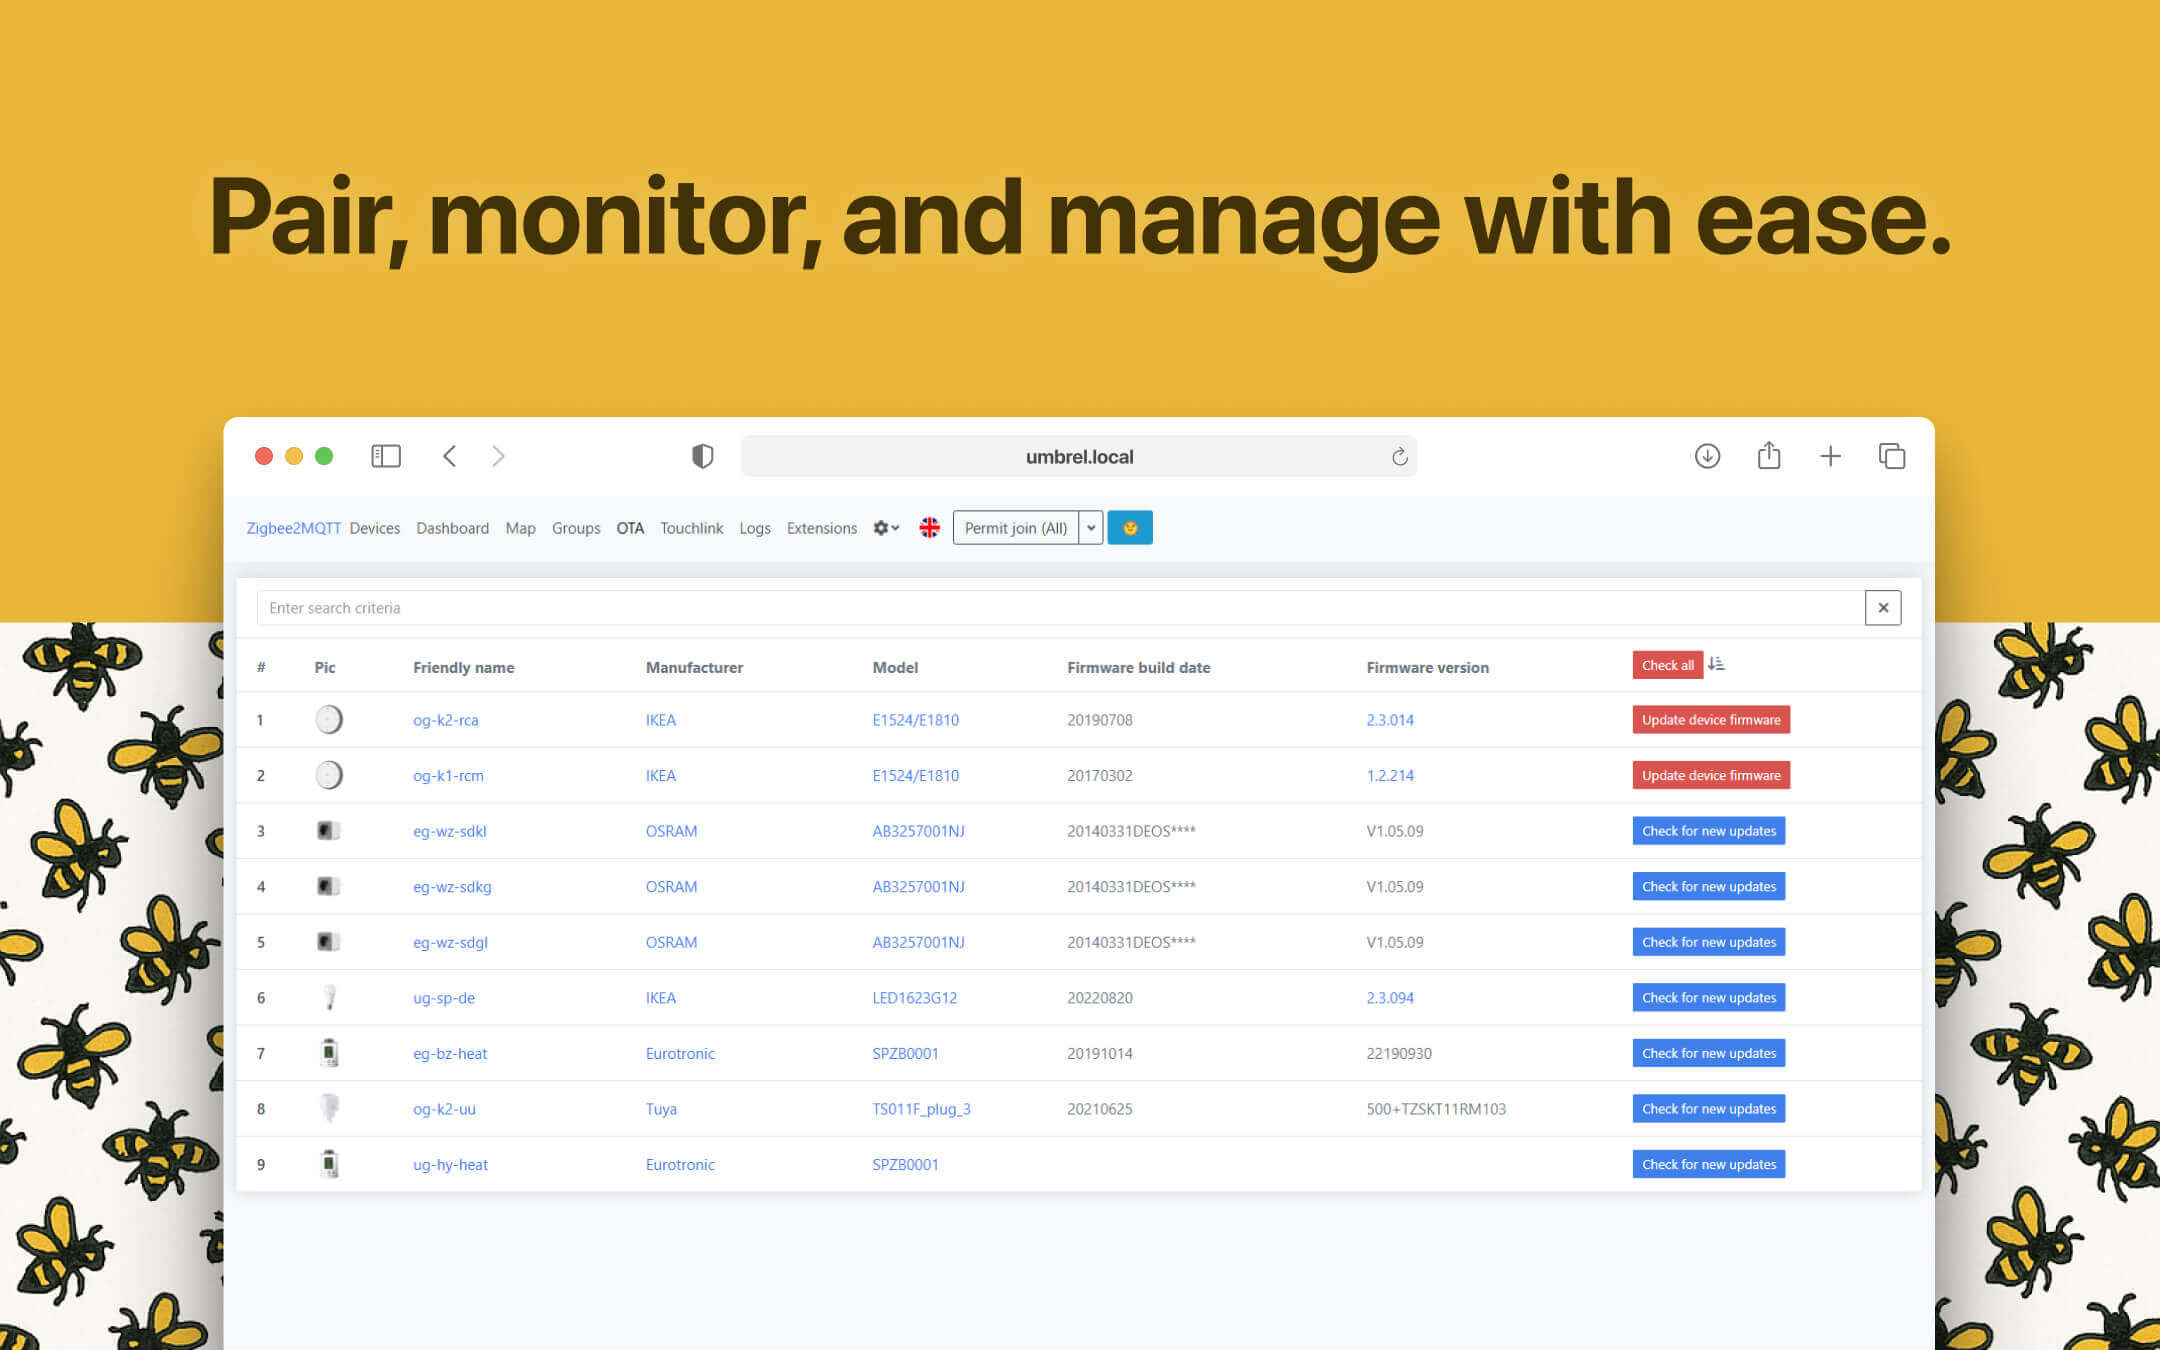 Pair, monitor, and manage with ease.
umbrel.local
Zigbee2MQTT Devices Dashboard Map Groups OTA Touchlink Logs Extensions Permit join (All)
Enter search criteria
# Pic Friendly name Manufacturer Model Firmware build date Firmware version Check all
1 og-k2-rca IKEA E1524/E1810 20190708 2.3.014 Update device firmware
2 og-k1-rcm IKEA E1524/E1810 20170302 1.2.214 Update device firmware
3 eg-wz-sdkl OSRAM AB3257001NJ 20140331DEOS**** V1.05.09 Check for new updates
4 eg-wz-sdkg OSRAM AB3257001NJ 20140331DEOS**** V1.05.09 Check for new updates
5 eg-wz-sdgl OSRAM AB3257001NJ 20140331DEOS**** V1.05.09 Check for new updates
6 ug-sp-de IKEA LED1623G12 20220820 2.3.094 Check for new updates
7 eg-bz-heat Eurotronic SPZB0001 20191014 22190930 Check for new updates
8 og-k2-uu Tuya TS011F_plug_3 20210625 500+TZSKT11RM103 Check for new updates
9 ug-hy-heat Eurotronic SPZB0001 Check for new updates